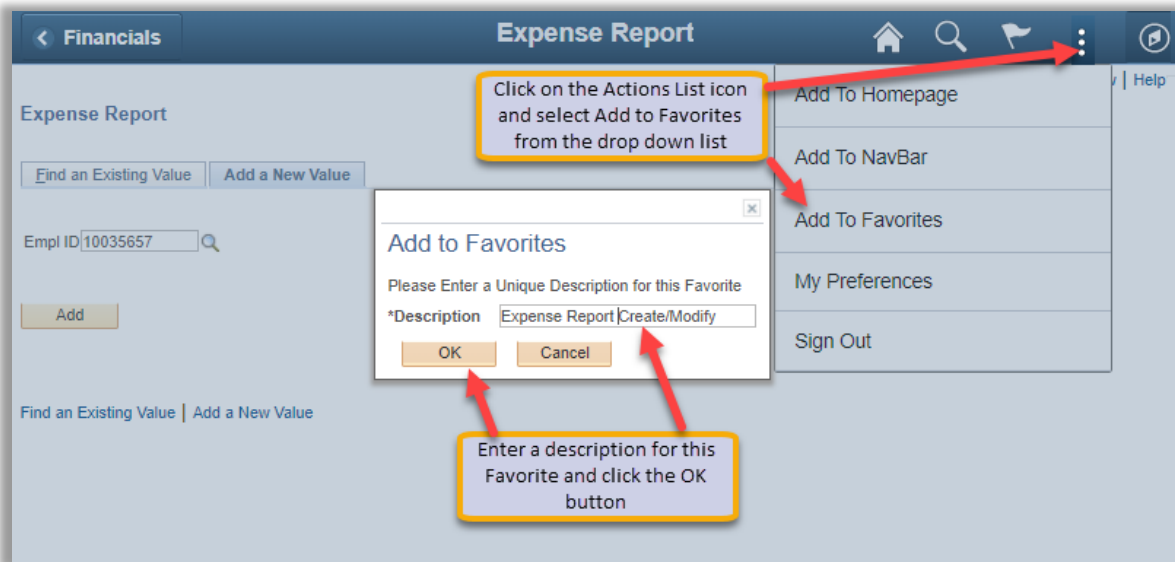 Financials
Expense Report
Help
Expense Report
Find an Existing Value
Add a New Value
Empl ID 10035657
Add
Find an Existing Value | Add a New Value
Click on the Actions List icon
and select Add to Favorites
from the drop down list
Add To Homepage
Add To NavBar
Add To Favorites
My Preferences
Sign Out
Add to Favorites
Please Enter a Unique Description for this Favorite
*Description Expense Report Create/Modify
OK
Cancel
Enter a description for this
Favorite and click the OK
button